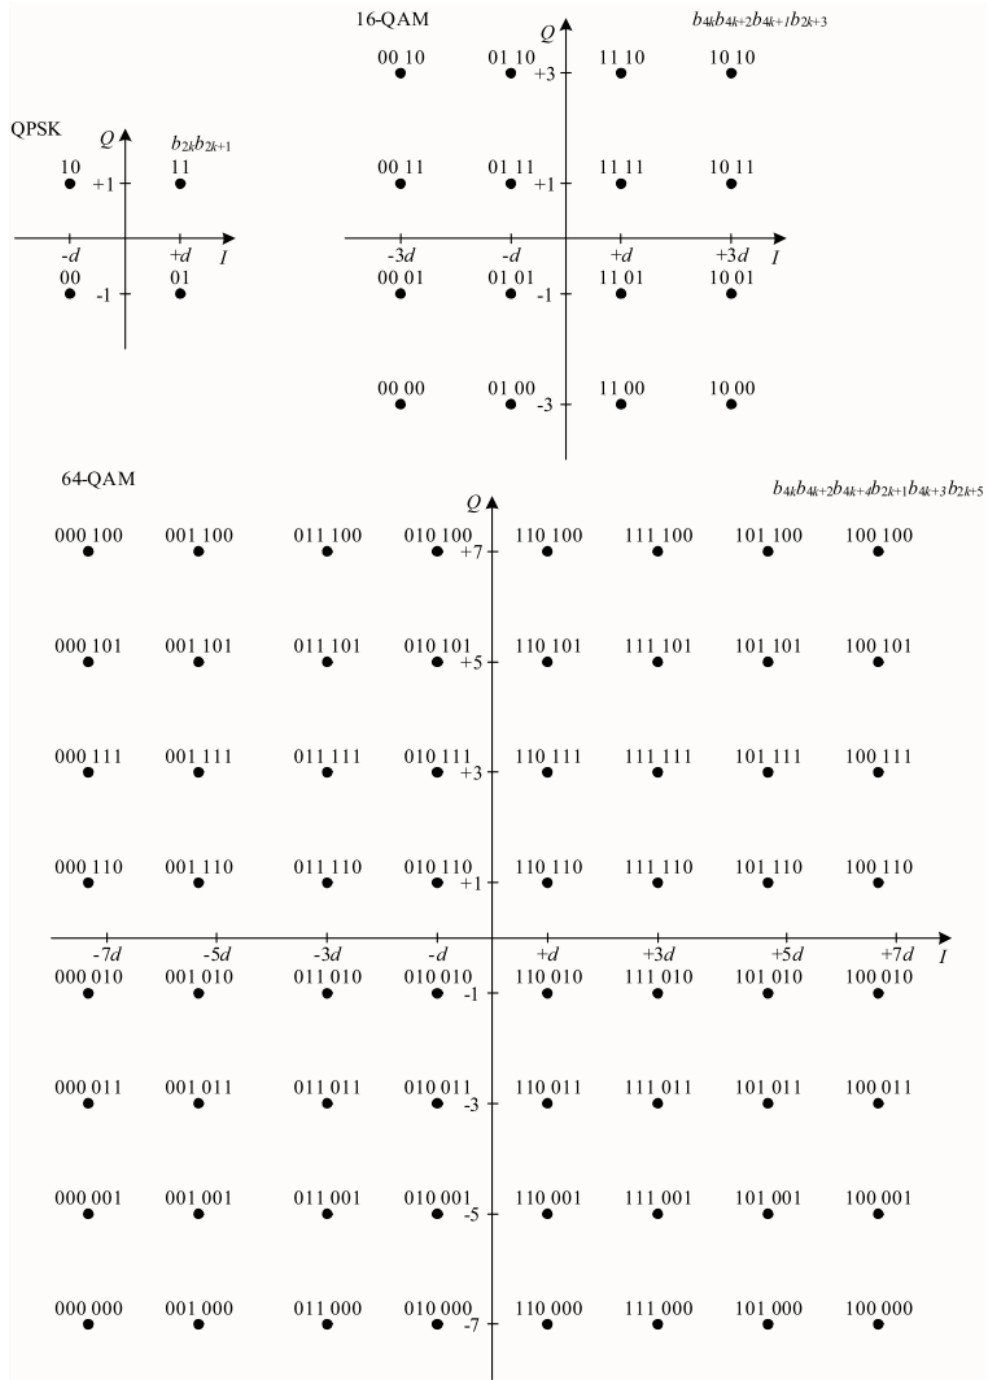 16-QAM
b4kb4k+2b4k+1b2k+3
Q
00 10 01 10 11 10 10 10
+3
QPSK
Q
b2kb2k+1
10 11
+1
00 11 01 11 11 11 10 11
+1
-d +d I
-3d -d +d +3d I
00 01
-1
00 01 01 01 11 01 10 01
-1
00 00 01 00 11 00 10 00
-3
64-QAM
b4kb4k+2b4k+4b2k+1b4k+3b2k+5
Q
000 100 001 100 011 100 010 100 110 100 111 100 101 100 100 100
+7
000 101 001 101 011 101 010 101 110 101 111 101 101 101 100 101
+5
000 111 001 111 011 111 010 111 110 111 111 111 101 111 100 111
+3
000 110 001 110 011 110 010 110 110 110 111 110 101 110 100 110
+1
-7d -5d -3d -d +d +3d +5d +7d I
000 010 001 010 011 010 010 010 110 010 111 010 101 010 100 010
-1
000 011 001 011 011 011 010 011 110 011 111 011 101 011 100 011
-3
000 001 001 001 011 001 010 001 110 001 111 001 101 001 100 001
-5
000 000 001 000 011 000 010 000 110 000 111 000 101 000 100 000
-7